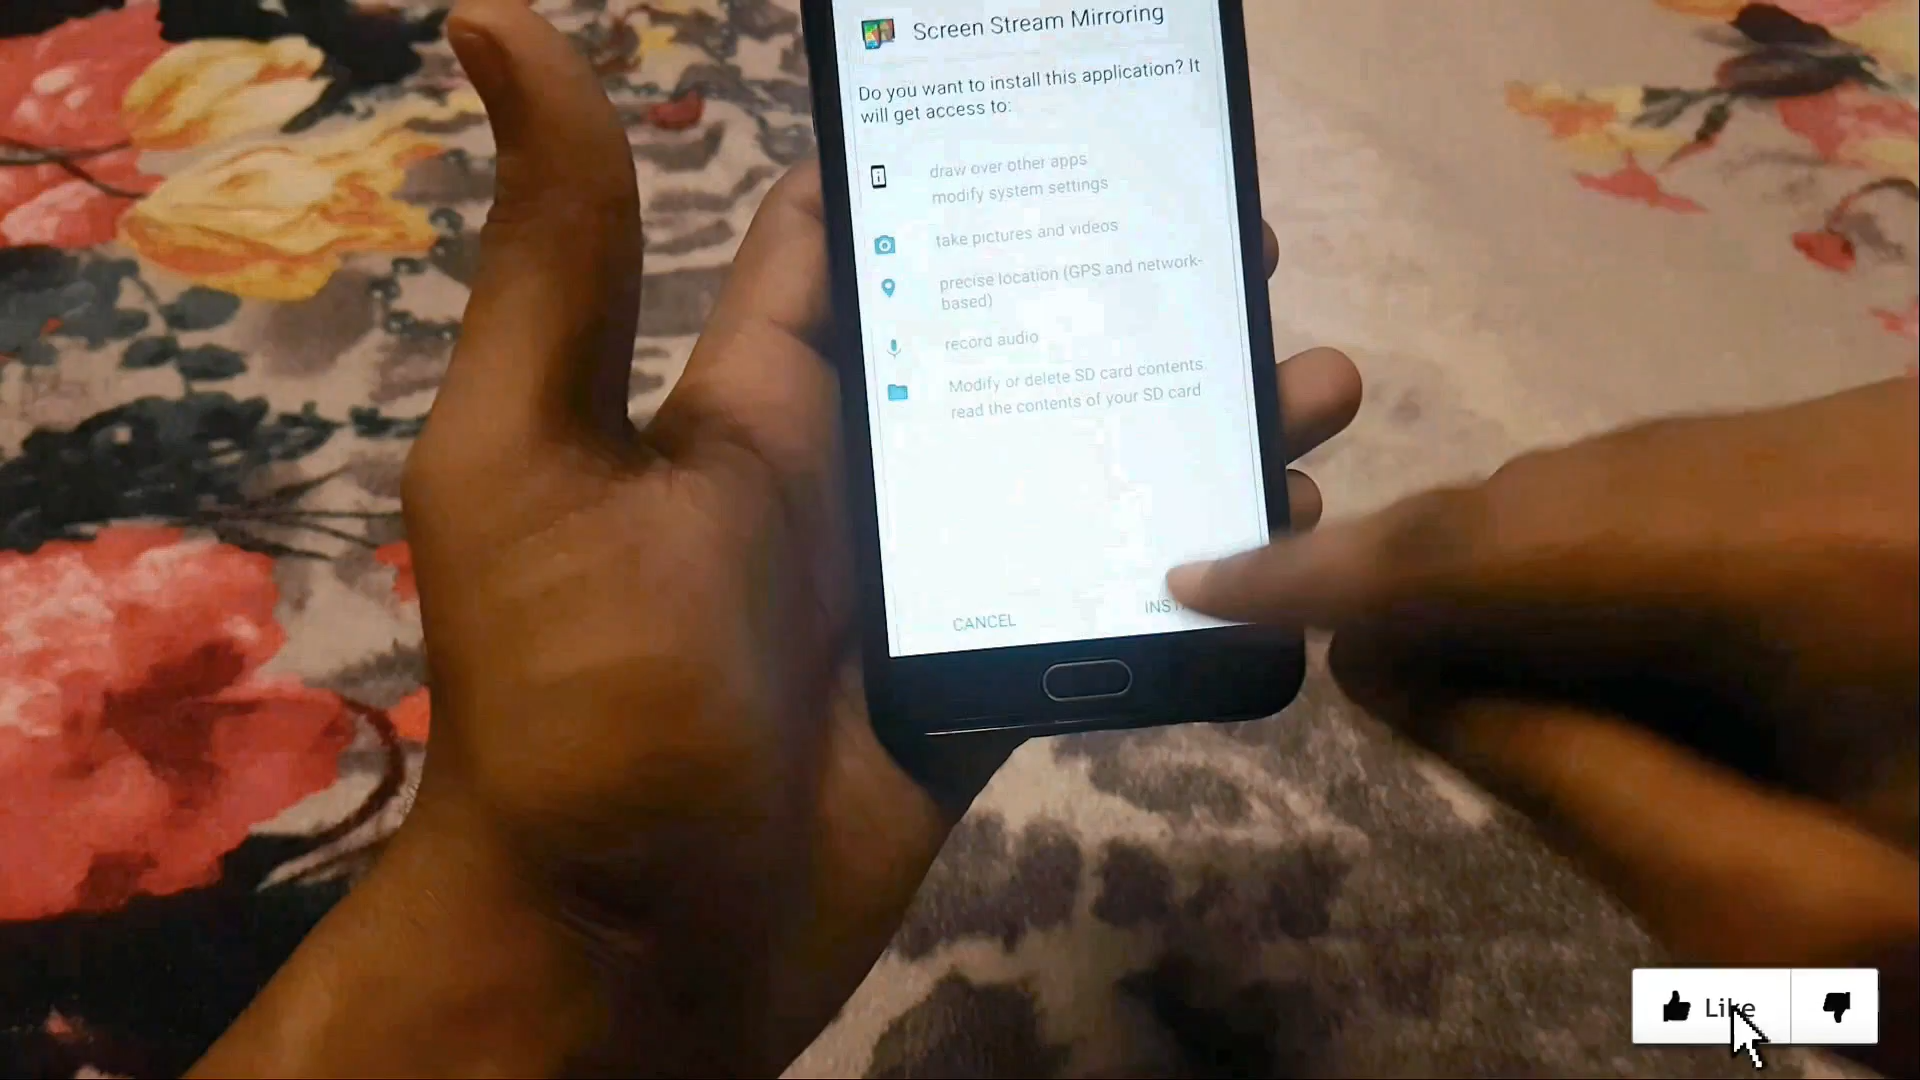 Screen Stream Mirroring
Do you want to install this application? It
will get access to:
draw over other apps
modify system settings
take pictures and videos
precise location (GPS and network-
based)
record audio
Modify or delete SD card contents
read the contents of your SD card
CANCEL
Like